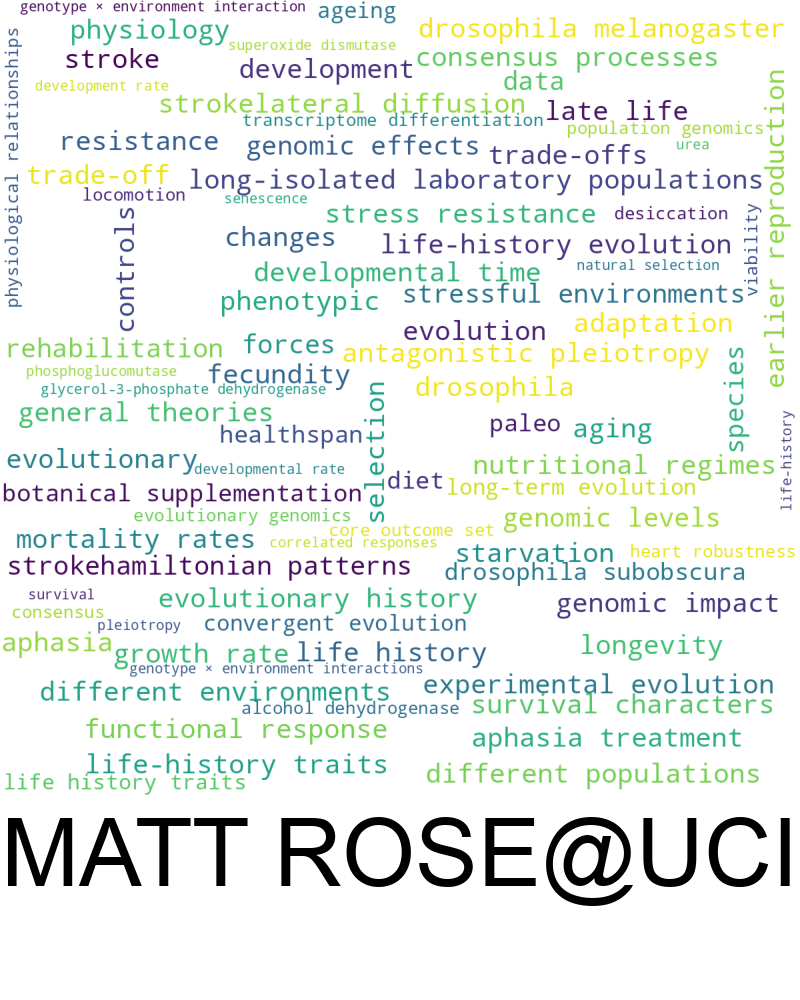 genotype × environment interaction
ageing
physiology
drosophila melanogaster
superoxide dismutase
stroke
consensus processes
development
data
development rate
strokelateral diffusion
late life
transcriptome differentiation
population genomics
resistance
genomic effects
urea
trade-offs
trade-off
long-isolated laboratory populations
locomotion
senescence
physiological relationships
controls
stress resistance
desiccation
viability
earlier reproduction
changes
life-history evolution
developmental time
natural selection
phenotypic
stressful environments
evolution
adaptation
rehabilitation
forces
antagonistic pleiotropy
species
phosphoglucomutase
fecundity
glycerol-3-phosphate dehydrogenase
drosophila
general theories
selection
paleo
aging
healthspan
life-history
evolutionary
developmental rate
nutritional regimes
botanical supplementation
diet
long-term evolution
evolutionary genomics
genomic levels
core outcome set
mortality rates
correlated responses
starvation
heart robustness
strokehamiltonian patterns
drosophila subobscura
survival
evolutionary history
genomic impact
consensus
pleiotropy
convergent evolution
aphasia
growth rate
life history
longevity
genotype × environment interactions
different environments
experimental evolution
alcohol dehydrogenase
survival characters
functional response
aphasia treatment
life-history traits
different populations
life history traits
MATT ROSE@UCI